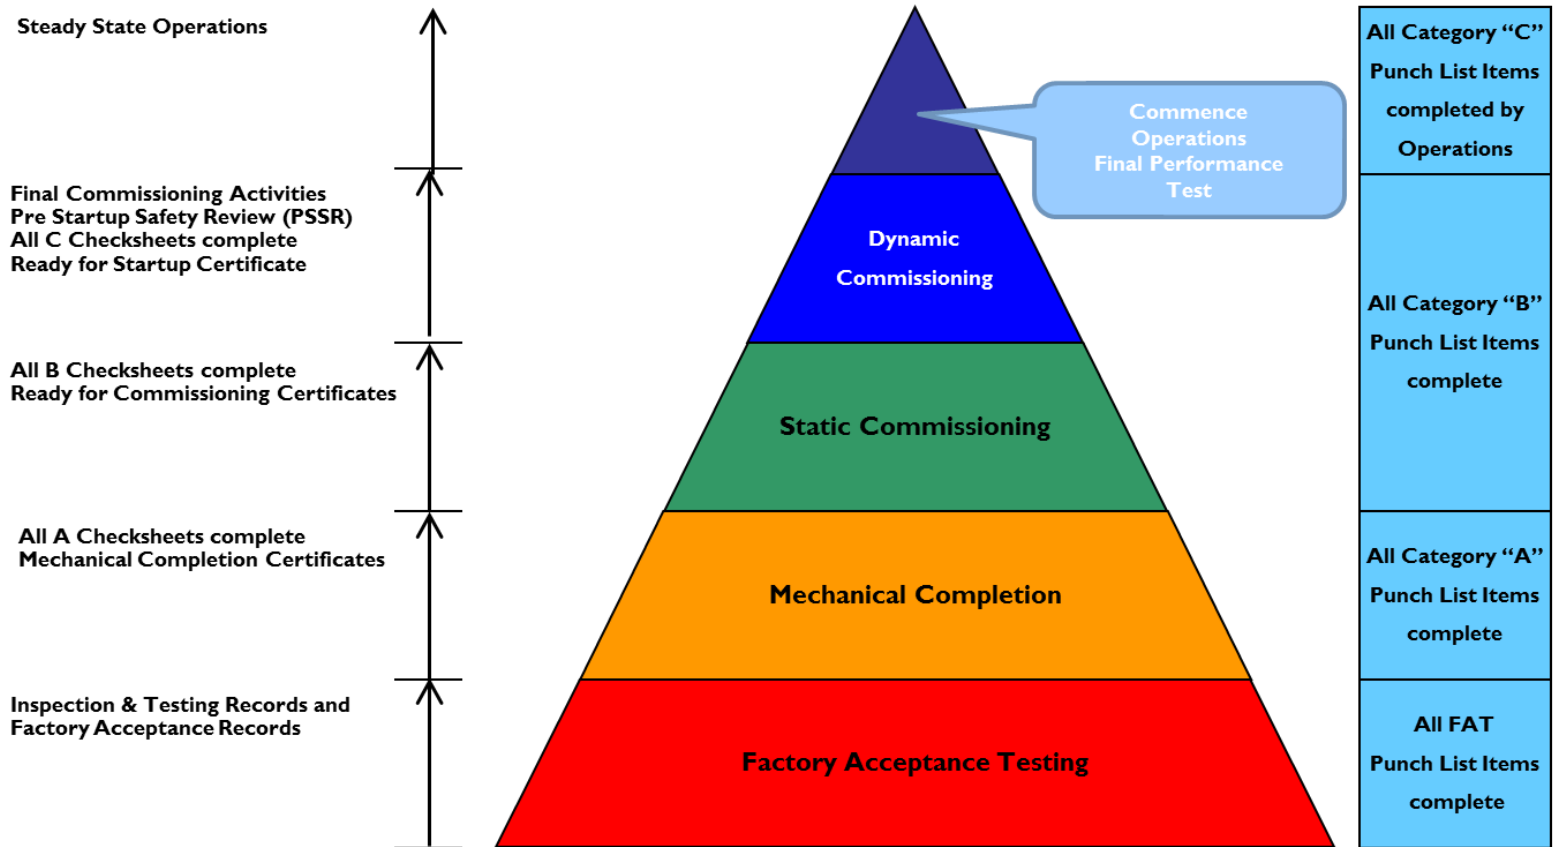 Steady State Operations
Final Commissioning Activities
Pre Startup Safety Review (PSSR)
All C Checksheets complete
Ready for Startup Certificate
All B Checksheets complete
Ready for Commissioning Certificates
All A Checksheets complete
Mechanical Completion Certificates
Inspection & Testing Records and
Factory Acceptance Records
Commence
Operations
Final Performance
Test
Dynamic
Commissioning
Static Commissioning
Mechanical Completion
Factory Acceptance Testing
All Category “C”
Punch List Items
completed by
Operations
All Category “B”
Punch List Items
complete
All Category “A”
Punch List Items
complete
All FAT
Punch List Items
complete